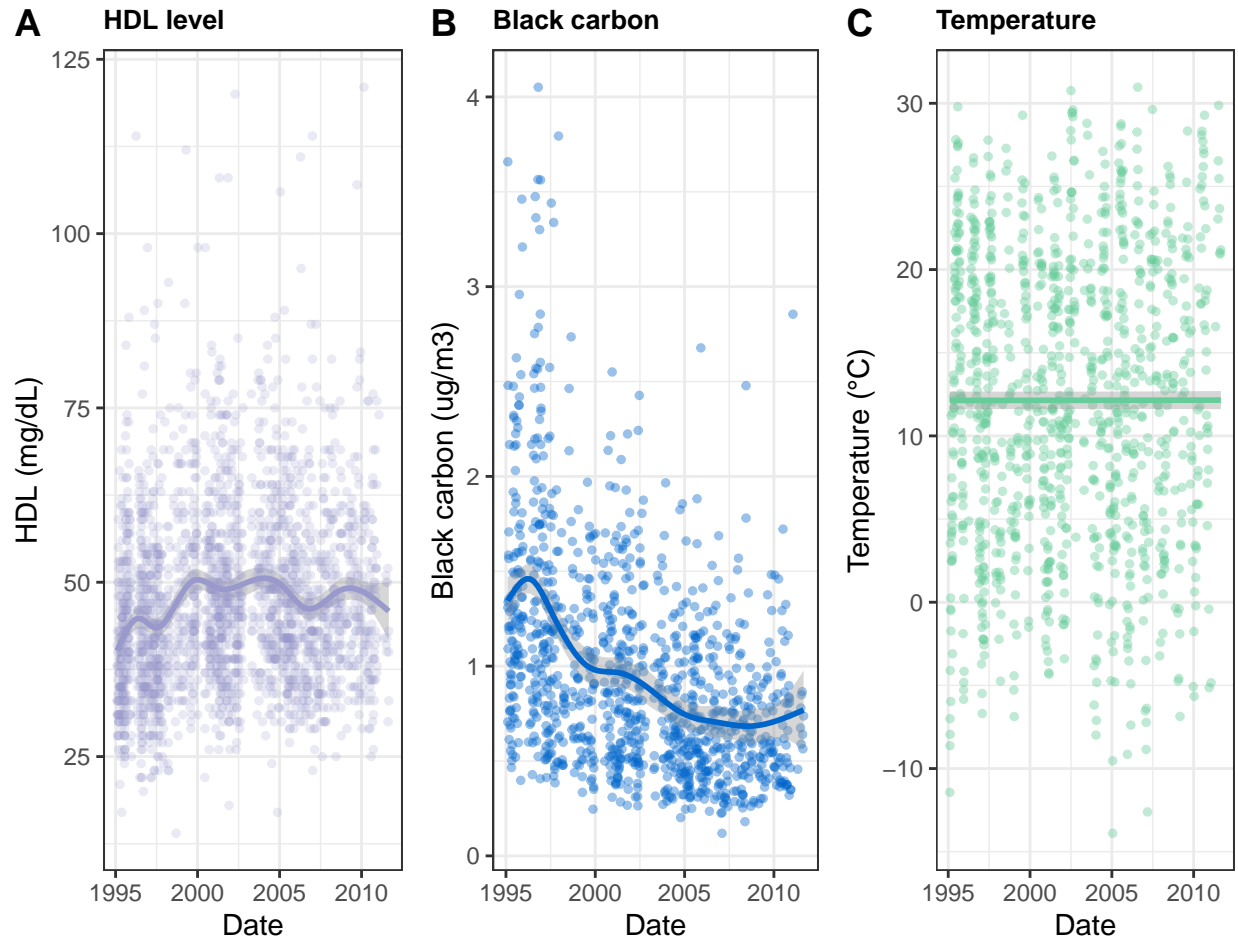 A HDL level
HDL (mg/dL)
125
100
75
50
25
1995 2000 2005 2010
Date
B Black carbon
Black carbon (ug/m3)
4
3
2
1
0
1995 2000 2005 2010
Date
C Temperature
Temperature (°C)
30
20
10
0
−10
1995 2000 2005 2010
Date